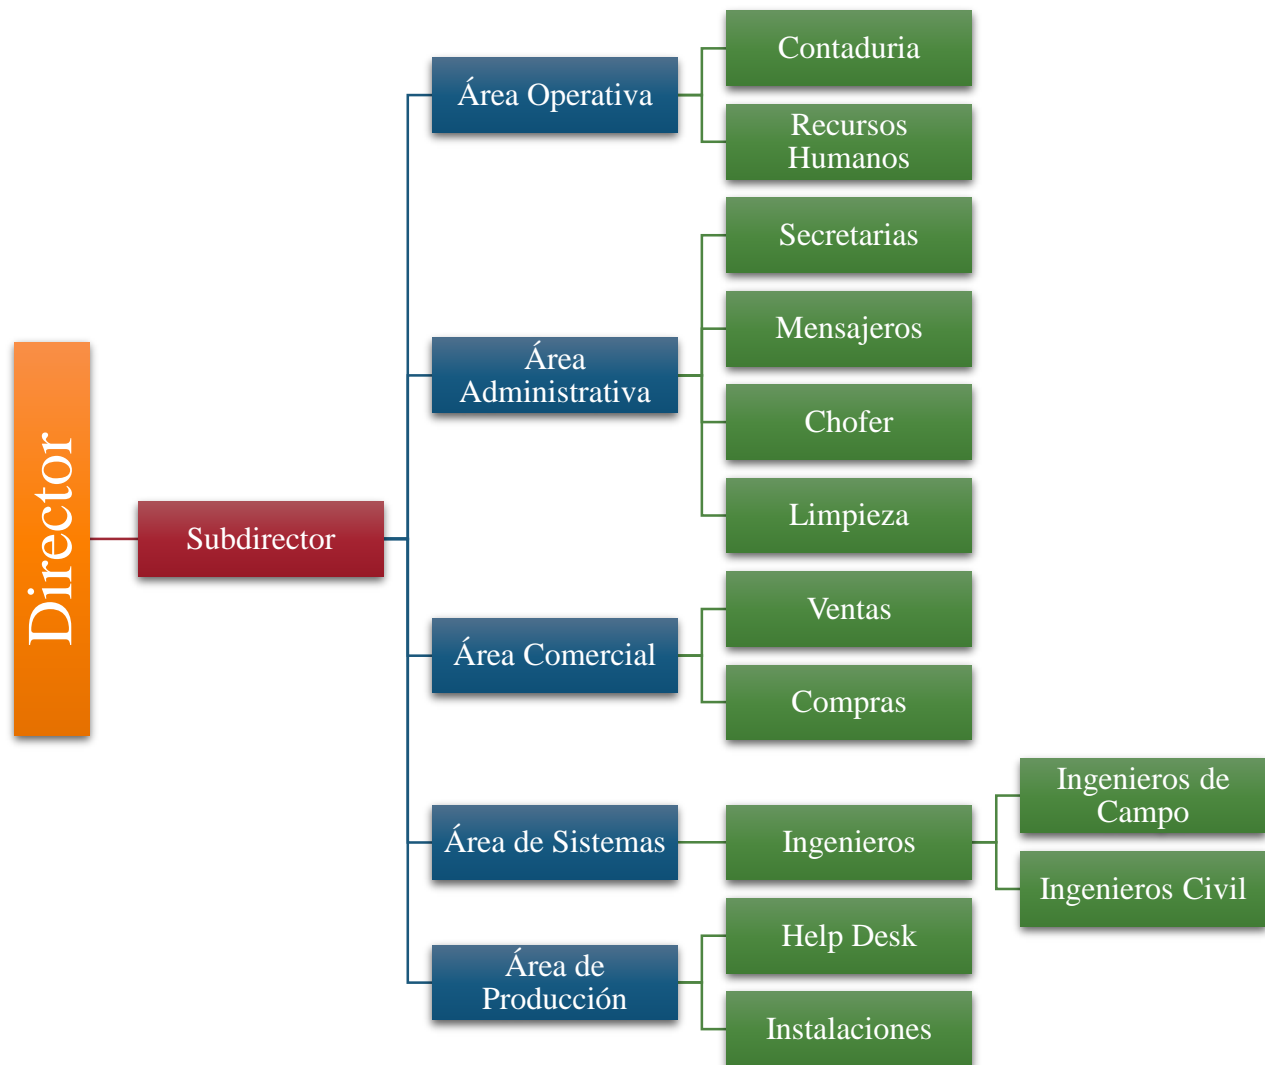 Director
Subdirector
Área Operativa
Contaduria
Recursos
Humanos
Área
Administrativa
Secretarias
Mensajeros
Chofer
Limpieza
Área Comercial
Ventas
Compras
Área de Sistemas
Ingenieros
Ingenieros de
Campo
Ingenieros Civil
Área de
Producción
Help Desk
Instalaciones